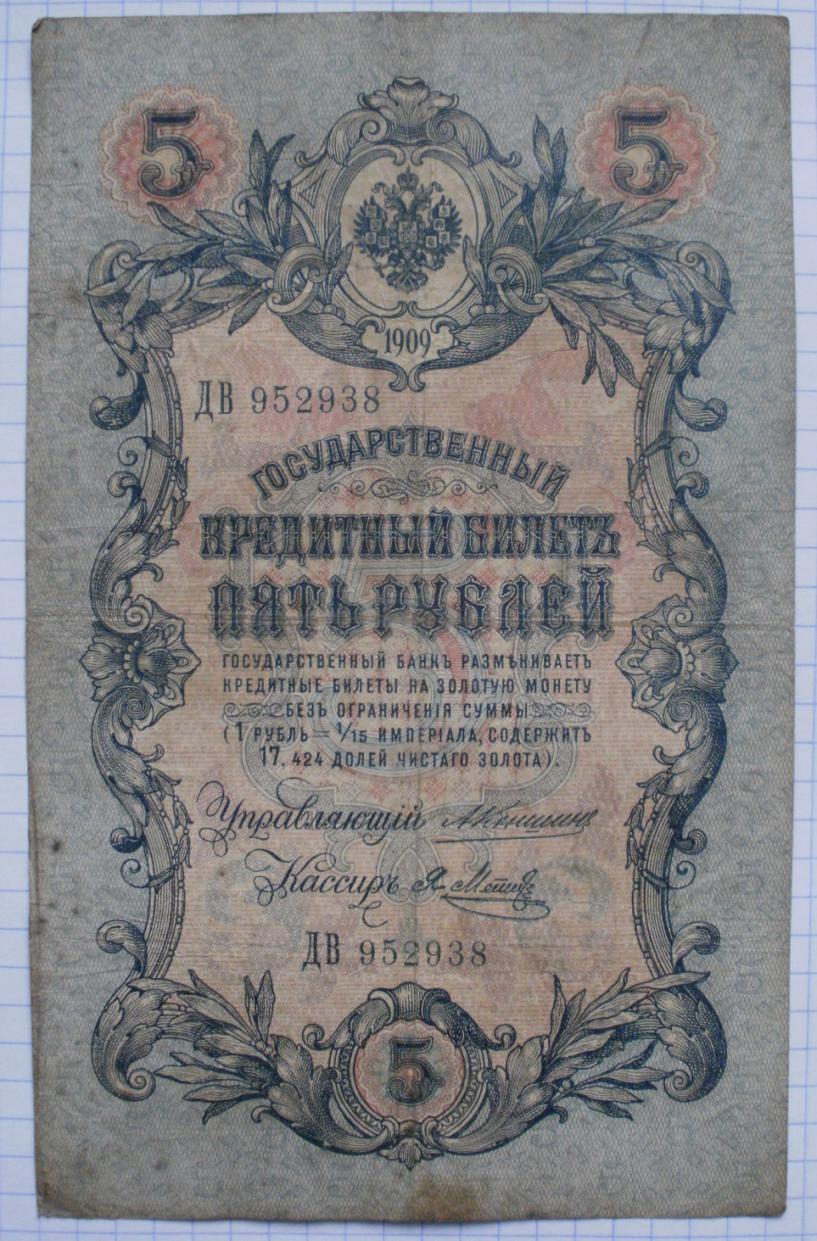 5 5
1909
ДВ 952938
ГОСУДАРСТВЕННЫЙ
КРЕДИТНЫЙ БИЛЕТЪ
ПЯТЬ РУБЛЕЙ
ГОСУДАРСТВЕННЫЙ БАНКЪ РАЗМѢНИВАЕТЪ
КРЕДИТНЫЕ БИЛЕТЫ НА ЗОЛОТУЮ МОНЕТУ
БЕЗЪ ОГРАНИЧЕНІЯ СУММЫ
(1 РУБЛЬ = 1/15 ИМПЕРІАЛА, СОДЕРЖИТЪ
17, 424 ДОЛЕЙ ЧИСТАГО ЗОЛОТА).
Управляющій
Кассиръ
ДВ 952938
5